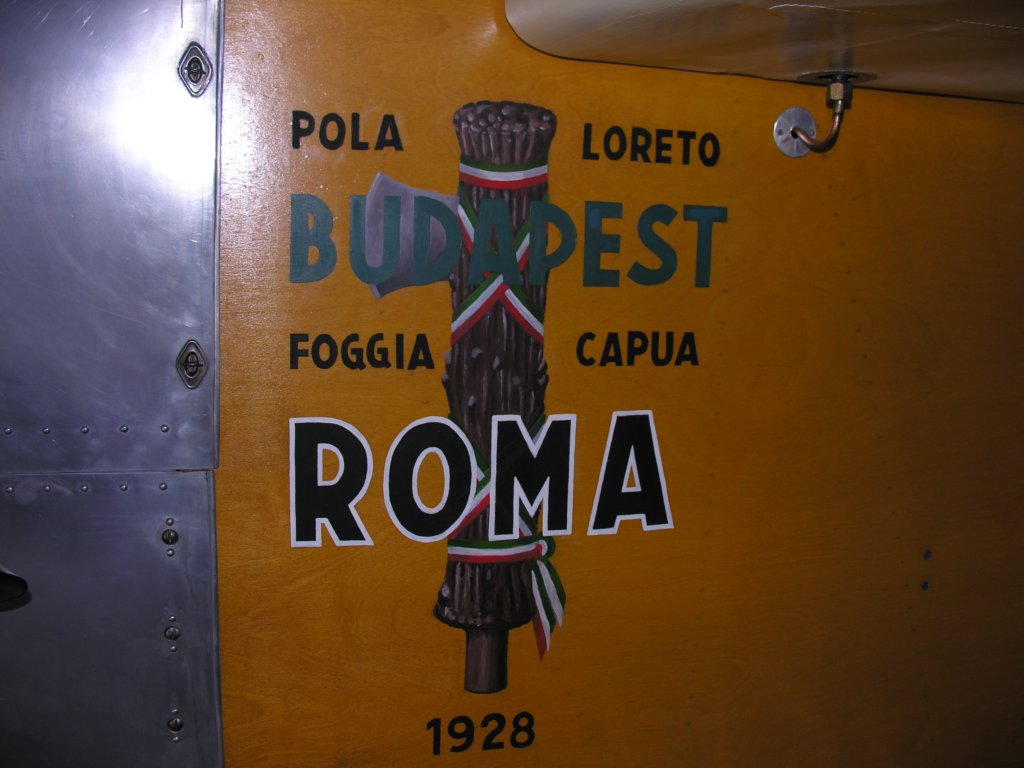 POLA LORETO
BUDAPEST
FOGGIA CAPUA
ROMA
1928